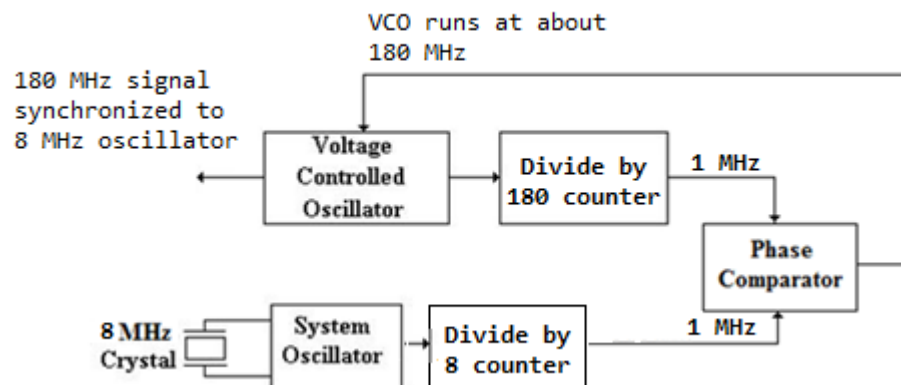 VCO runs at about
180 MHz
180 MHz signal
synchronized to
8 MHz oscillator
Voltage
Controlled
Oscillator
Divide by
180 counter
1 MHz
Phase
Comparator
8 MHz
Crystal
System
Oscillator
Divide by
8 counter
1 MHz